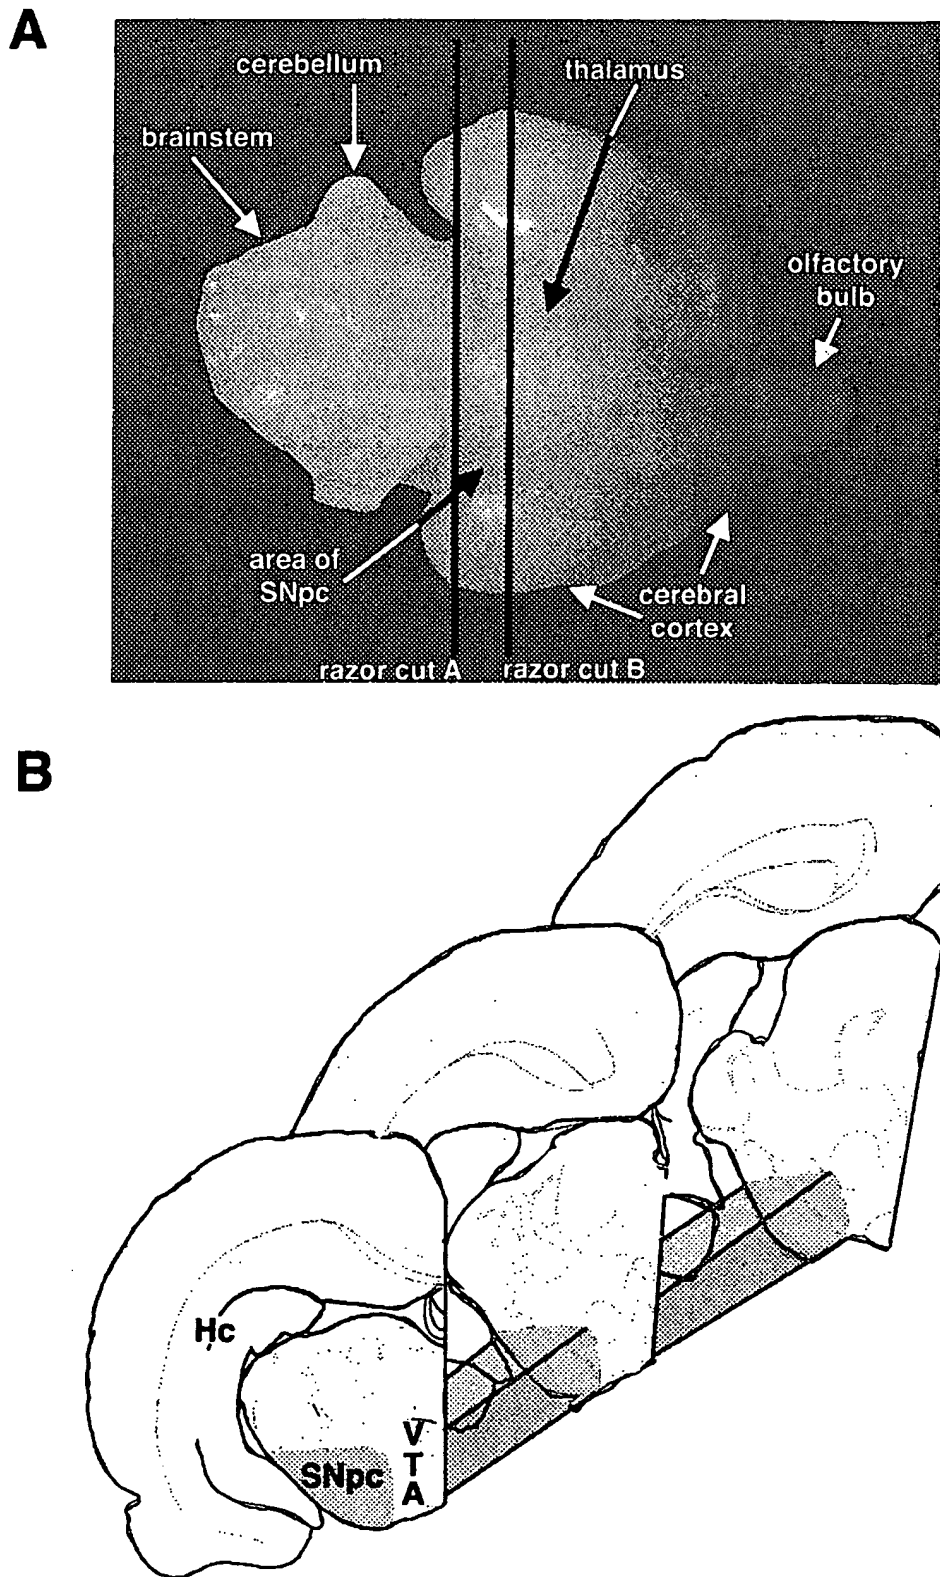 A
cerebellum
thalamus
brainstem
olfactory
bulb
area of
SNpc
cerebral
cortex
razor cut A
razor cut B
B
Hc
V
T
A
SNpc